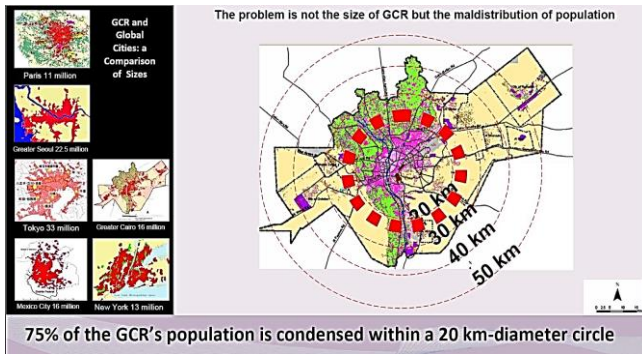 GCR and
Global
Cities: a
Comparison
of Sizes
Paris 11 million
Greater Seoul 22.5 million
Tokyo 33 million
Greater Cairo 16 million
Mexico City 16 million
New York 13 million
The problem is not the size of GCR but the maldistribution of population
20 km
30 km
40 km
50 km
N
75% of the GCR's population is condensed within a 20 km-diameter circle